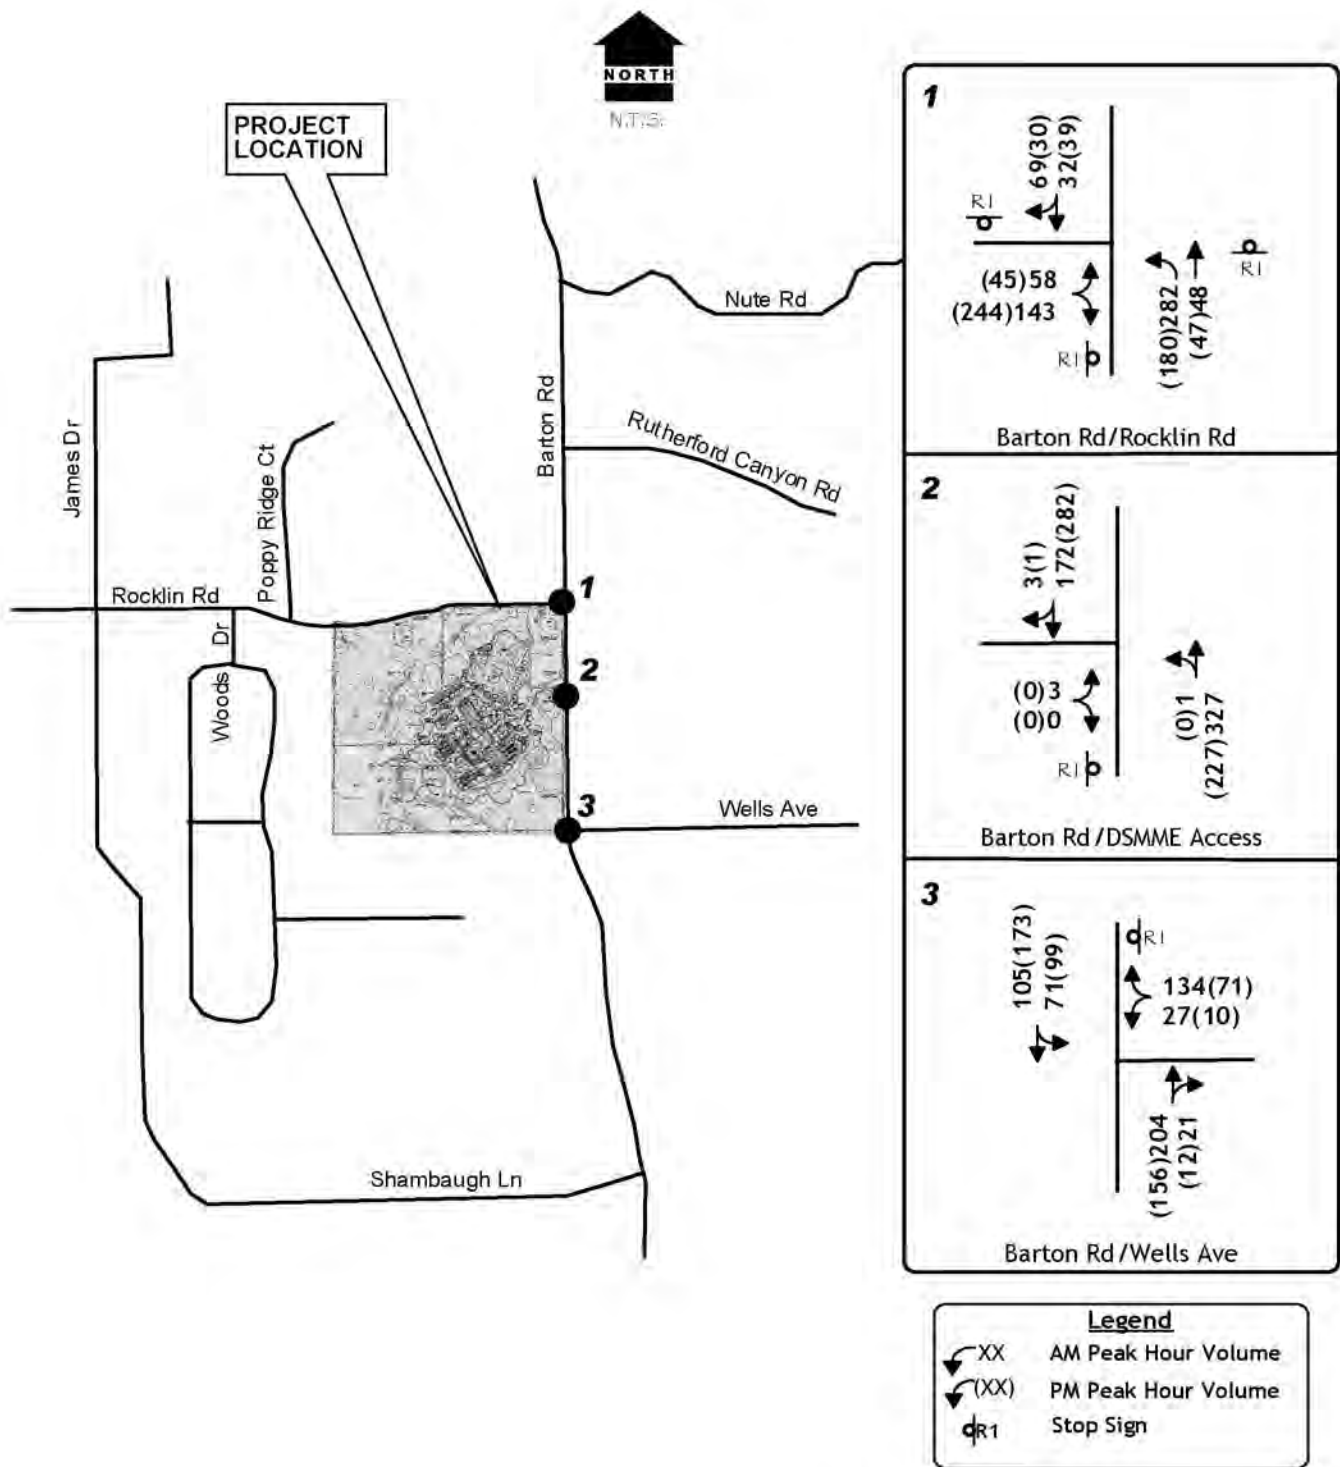 NORTH
N.T.S.
PROJECT
LOCATION
Nute Rd
Barton Rd
Rutherford Canyon Rd
James Dr
Poppy Ridge Ct
Rocklin Rd
Woods Dr
Wells Ave
Shambaugh Ln
1
2
3
1
69(30)
32(39)
R1
(45)58
(244)143
R1
(180)282
(47)48
R1
Barton Rd/Rocklin Rd
2
3(1)
172(282)
(0)3
(0)0
R1
(0)1
(227)327
Barton Rd/DSMME Access
3
105(173)
71(99)
R1
134(71)
27(10)
(156)204
(12)21
Barton Rd/Wells Ave
Legend
XX AM Peak Hour Volume
(XX) PM Peak Hour Volume
R1 Stop Sign